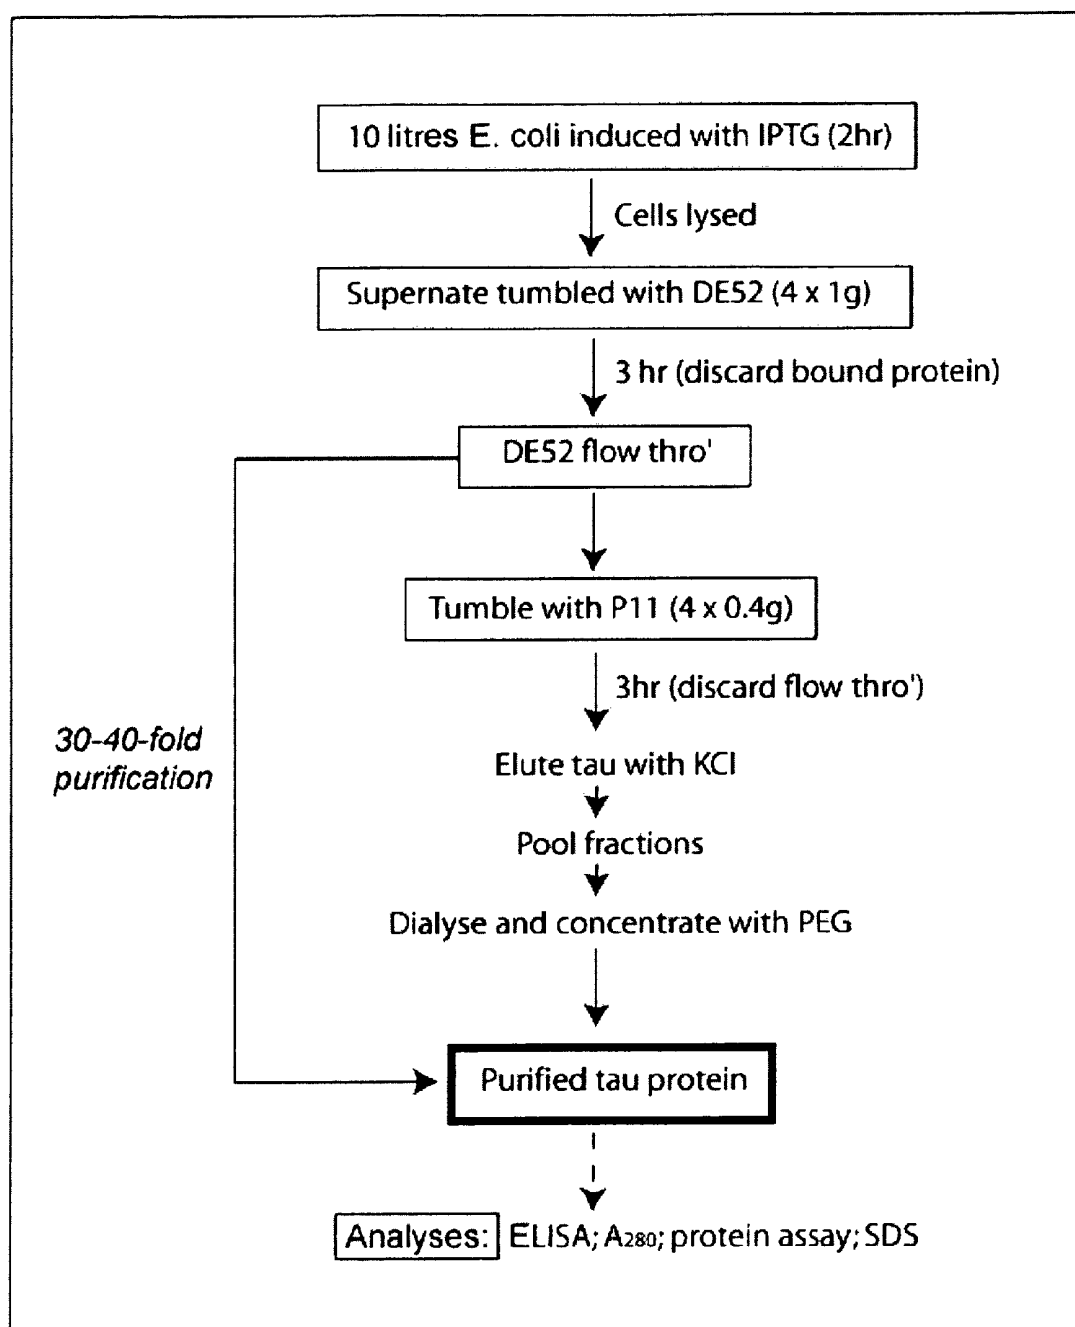 10 litres E. coli induced with IPTG (2hr)
Cells lysed
Supernate tumbled with DE52 (4 x 1g)
3 hr (discard bound protein)
DE52 flow thro'
Tumble with P11 (4 x 0.4g)
3hr (discard flow thro')
30-40-fold
purification
Elute tau with KCl
Pool fractions
Dialyse and concentrate with PEG
Purified tau protein
Analyses: ELISA; A280; protein assay; SDS